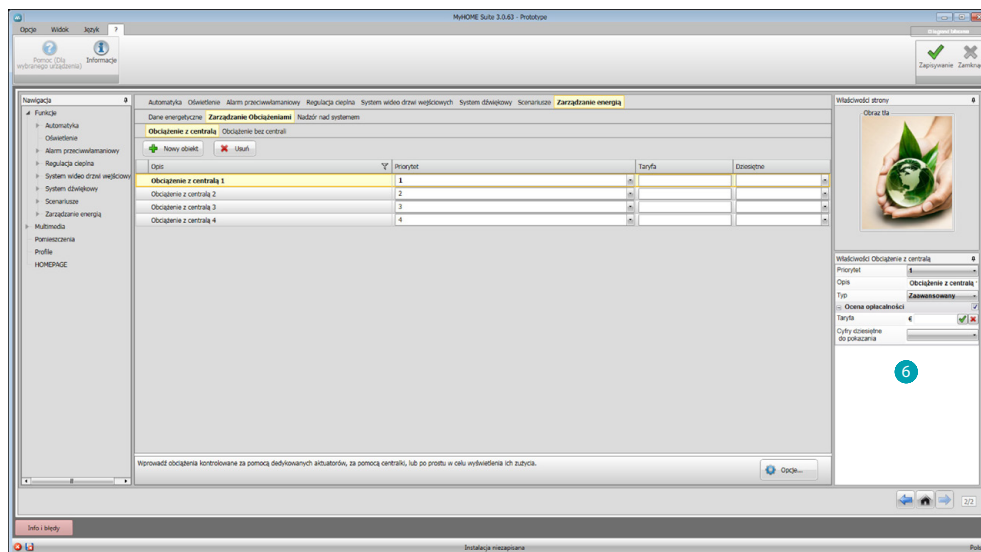 MyHOME Suite 3.0.63 - Prototype
Opcje Widok Język ?
Pomoc (Dla wybranego urządzenia)
Informacje
Zapisywanie Zamknąć
Nawigacja
Funkcje
Automatyka
Oświetlenie
Alarm przeciwwłamaniowy
Regulacja cieplna
System wideo drzwi wejściowy
System dźwiękowy
Scenariusze
Zarządzanie energią
Multimedia
Pomieszczenia
Profile
HOMEPAGE
Automatyka Oświetlenie Alarm przeciwwłamaniowy Regulacja cieplna System wideo drzwi wejściowych System dźwiękowy Scenariusze Zarządzanie energią
Dane energetyczne Zarządzanie Obciążeniami Nadzór nad systemem
Obciążenie z centralą Obciążenie bez centrali
Nowy obiekt Usuń
Opis Priorytet Taryfa Dziesiętne
Obciążenie z centralą 1 1
Obciążenie z centralą 2 2
Obciążenie z centralą 3 3
Obciążenie z centralą 4 4
Wprowadź obciążenia kontrolowane za pomocą dedykowanych aktuatorów, za pomocą centralki, lub po prostu w celu wyświetlenia ich zużycia.
Opcje...
Właściwości strony
Obraz tła
Właściwości Obciążenie z centralą
Priorytet 1
Opis Obciążenie z centralą
Typ Zaawansowany
Ocena opłacalności
Taryfa €
Cyfry dziesiętne
do pokazania
6
2/2
Info i błędy
Instalacja niezapisana